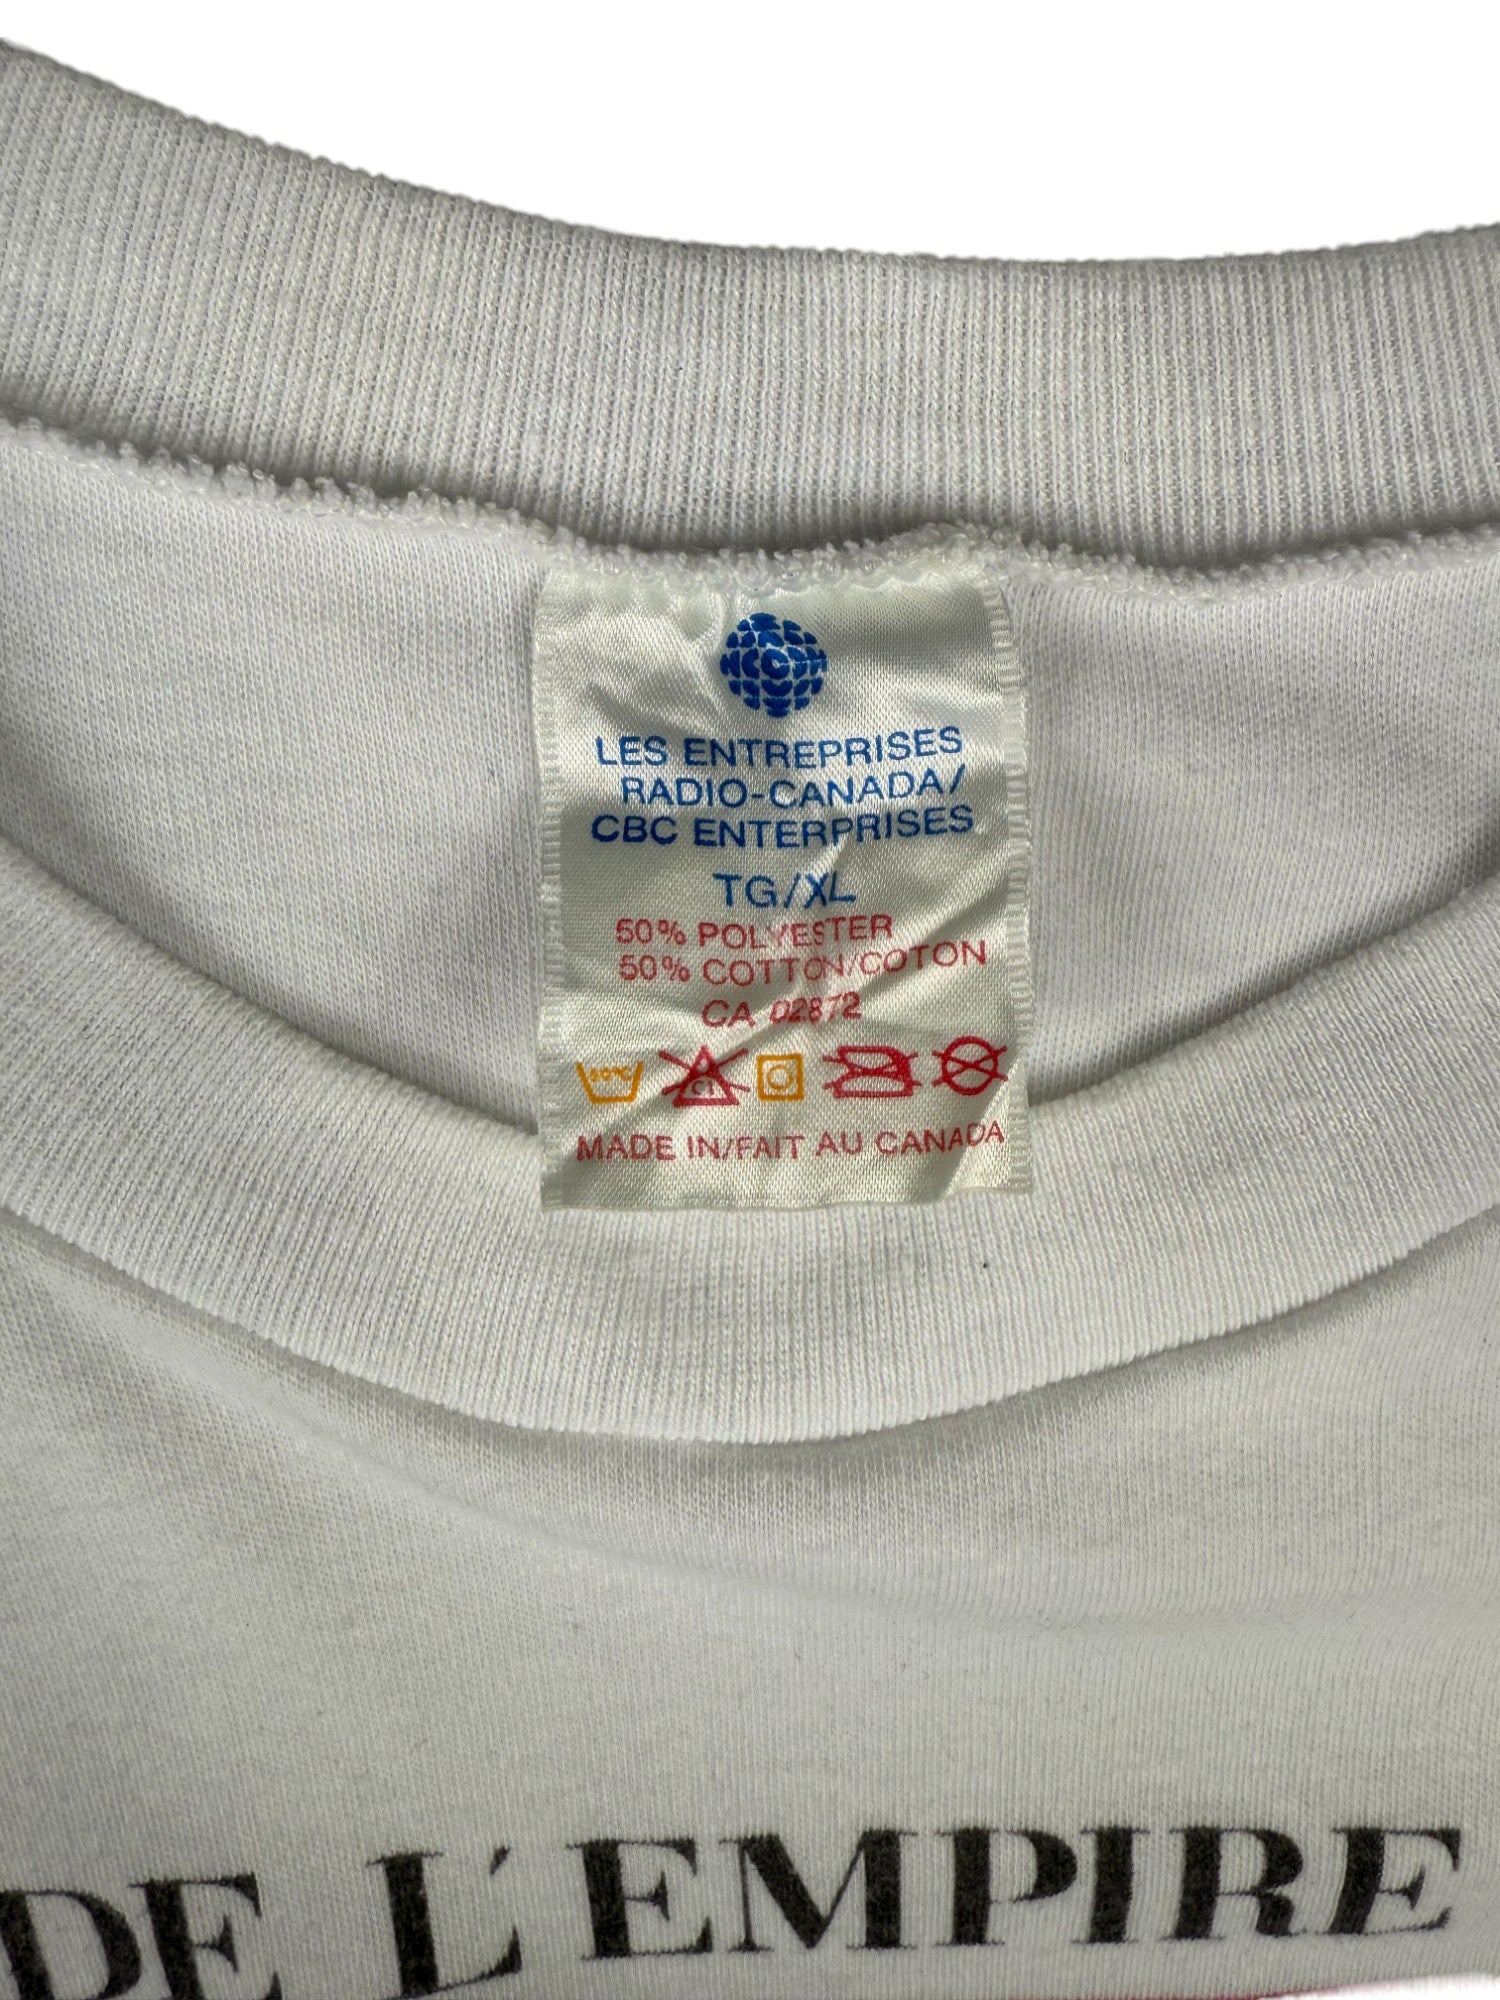 LES ENTREPRISES
RADIO-CANADA/
CBC ENTERPRISES
TG/XL
50% POLYESTER
50% COTTON/COTON
CA 02872
MADE IN/FAIT AU CANADA
DE L'EMPIRE